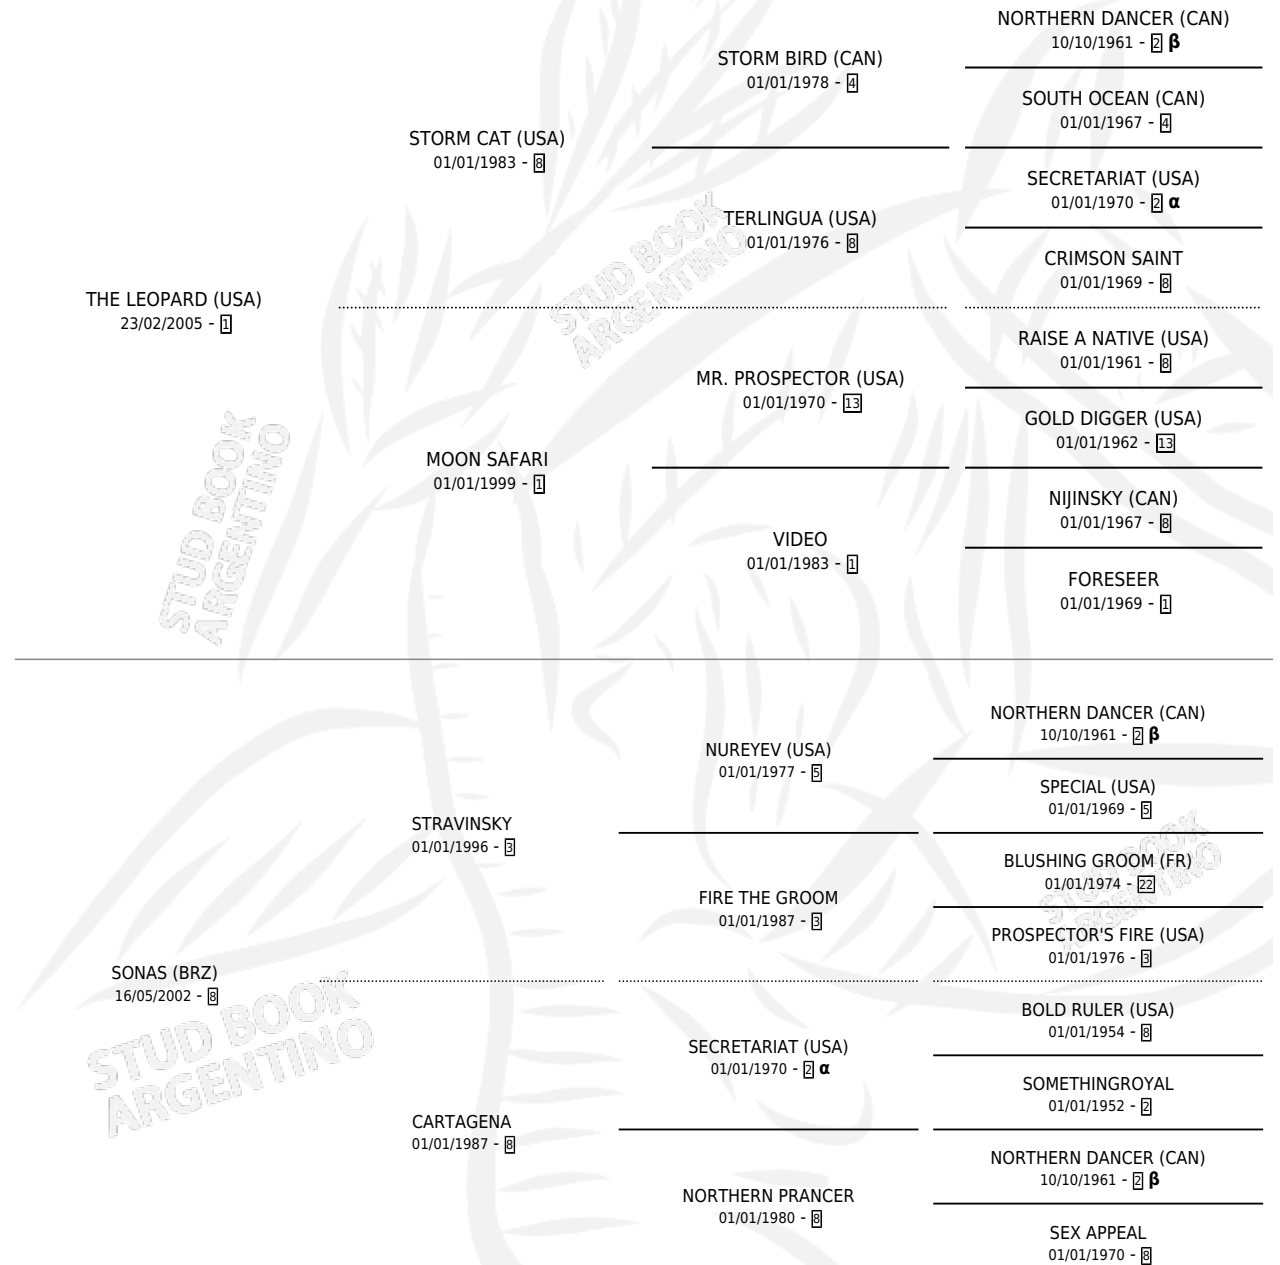 NORTHERN DANCER (CAN)
10/10/1961 - 2 β
STORM BIRD (CAN)
01/01/1978 - 4
SOUTH OCEAN (CAN)
01/01/1967 - 4
STORM CAT (USA)
01/01/1983 - 8
SECRETARIAT (USA)
01/01/1970 - 2 α
TERLINGUA (USA)
01/01/1976 - 8
CRIMSON SAINT
01/01/1969 - 8
THE LEOPARD (USA)
23/02/2005 - 1
RAISE A NATIVE (USA)
01/01/1961 - 8
MR. PROSPECTOR (USA)
01/01/1970 - 13
GOLD DIGGER (USA)
01/01/1962 - 13
MOON SAFARI
01/01/1999 - 1
NIJINSKY (CAN)
01/01/1967 - 8
VIDEO
01/01/1983 - 1
FORESEER
01/01/1969 - 1
NORTHERN DANCER (CAN)
10/10/1961 - 2 β
NUREYEV (USA)
01/01/1977 - 5
SPECIAL (USA)
01/01/1969 - 5
STRAVINSKY
01/01/1996 - 3
BLUSHING GROOM (FR)
01/01/1974 - 22
FIRE THE GROOM
01/01/1987 - 3
PROSPECTOR'S FIRE (USA)
01/01/1976 - 3
SONAS (BRZ)
16/05/2002 - 8
BOLD RULER (USA)
01/01/1954 - 8
SECRETARIAT (USA)
01/01/1970 - 2 α
SOMETHINGROYAL
01/01/1952 - 2
CARTAGENA
01/01/1987 - 8
NORTHERN DANCER (CAN)
10/10/1961 - 2 β
NORTHERN PRANCER
01/01/1980 - 8
SEX APPEAL
01/01/1970 - 8
STUD BOOK
ARGENTINO
STUD BOOK
ARGENTINO
STUD BOOK
ARGENTINO
STUD BOOK
ARGENTINO